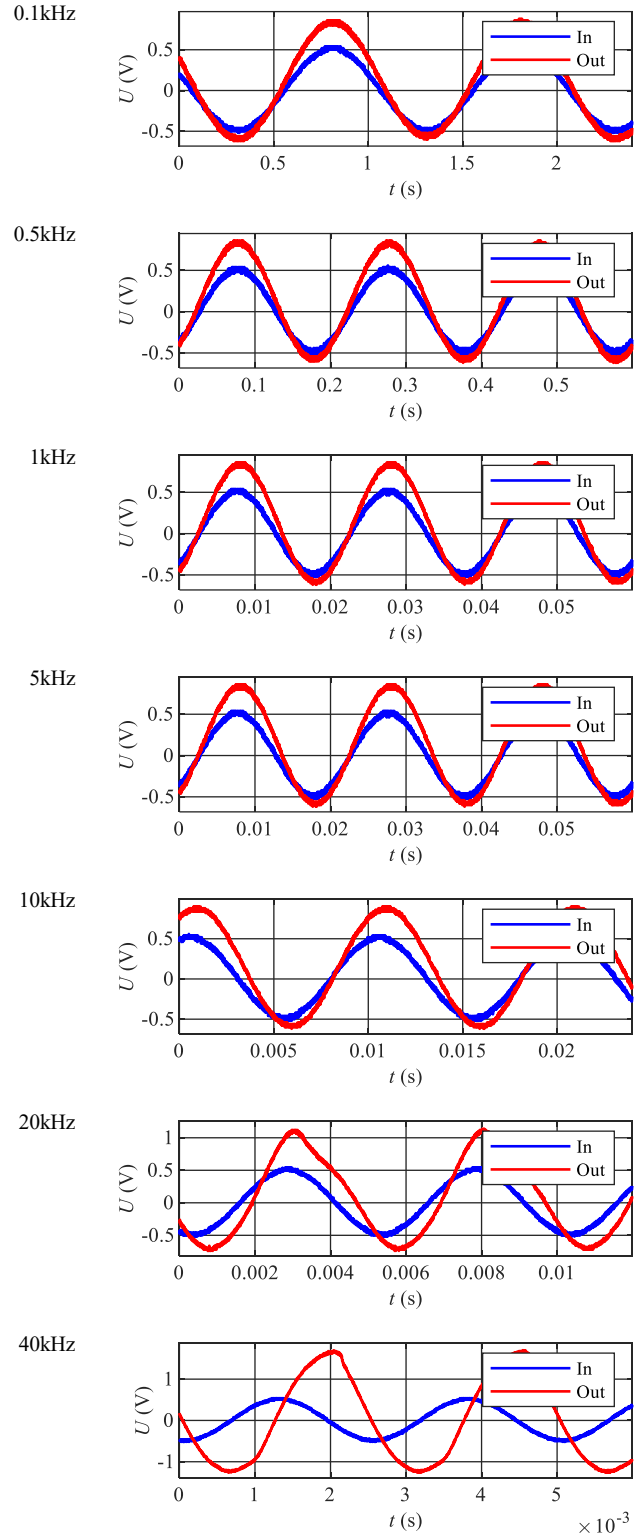 0.1kHz
U (V)
0.5
0
-0.5
In
Out
0 0.5 1 1.5 2
t (s)
0.5kHz
U (V)
0.5
0
-0.5
In
Out
0 0.1 0.2 0.3 0.4 0.5
t (s)
1kHz
U (V)
0.5
0
-0.5
In
Out
0 0.01 0.02 0.03 0.04 0.05
t (s)
5kHz
U (V)
0.5
0
-0.5
In
Out
0 0.01 0.02 0.03 0.04 0.05
t (s)
10kHz
U (V)
0.5
0
-0.5
In
Out
0 0.005 0.01 0.015 0.02
t (s)
20kHz
U (V)
1
0.5
0
-0.5
In
Out
0 0.002 0.004 0.006 0.008 0.01
t (s)
40kHz
U (V)
1
0
-1
In
Out
0 1 2 3 4 5
t (s)
×10⁻³